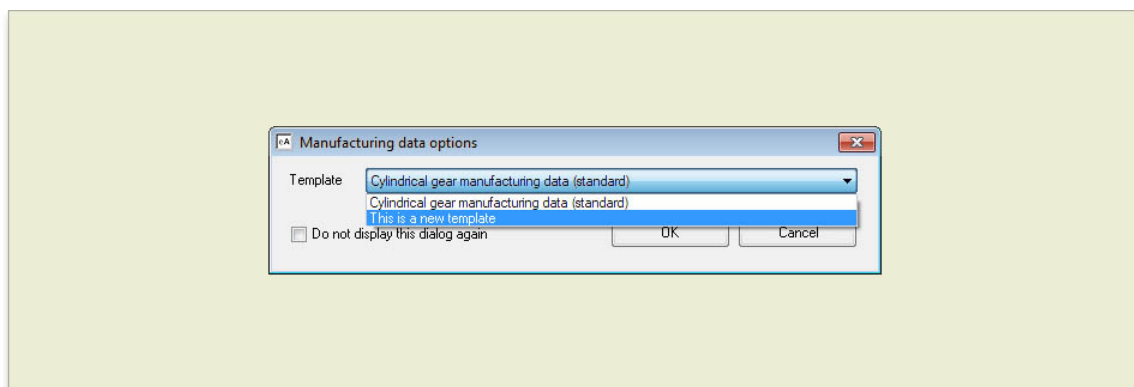 Manufacturing data options
Template Cylindrical gear manufacturing data (standard)
Cylindrical gear manufacturing data (standard)
This is a new template
Do not display this dialog again OK Cancel